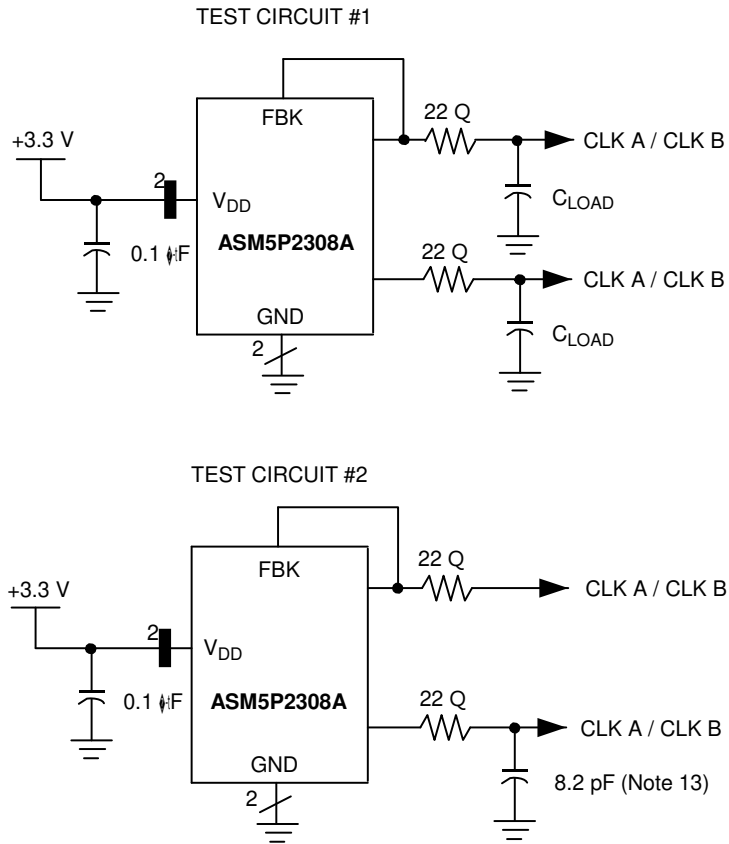 TEST CIRCUIT #1
FBK
22 Q
+3.3 V
CLK A / CLK B
2
VDD
CLOAD
0.1
ASM5P2308A
22 Q
CLK A / CLK B
GND
CLOAD
2
TEST CIRCUIT #2
FBK
22 Q
+3.3 V
CLK A / CLK B
2
VDD
0.1
ASM5P2308A
22 Q
CLK A / CLK B
GND
8.2 pF (Note 13)
2